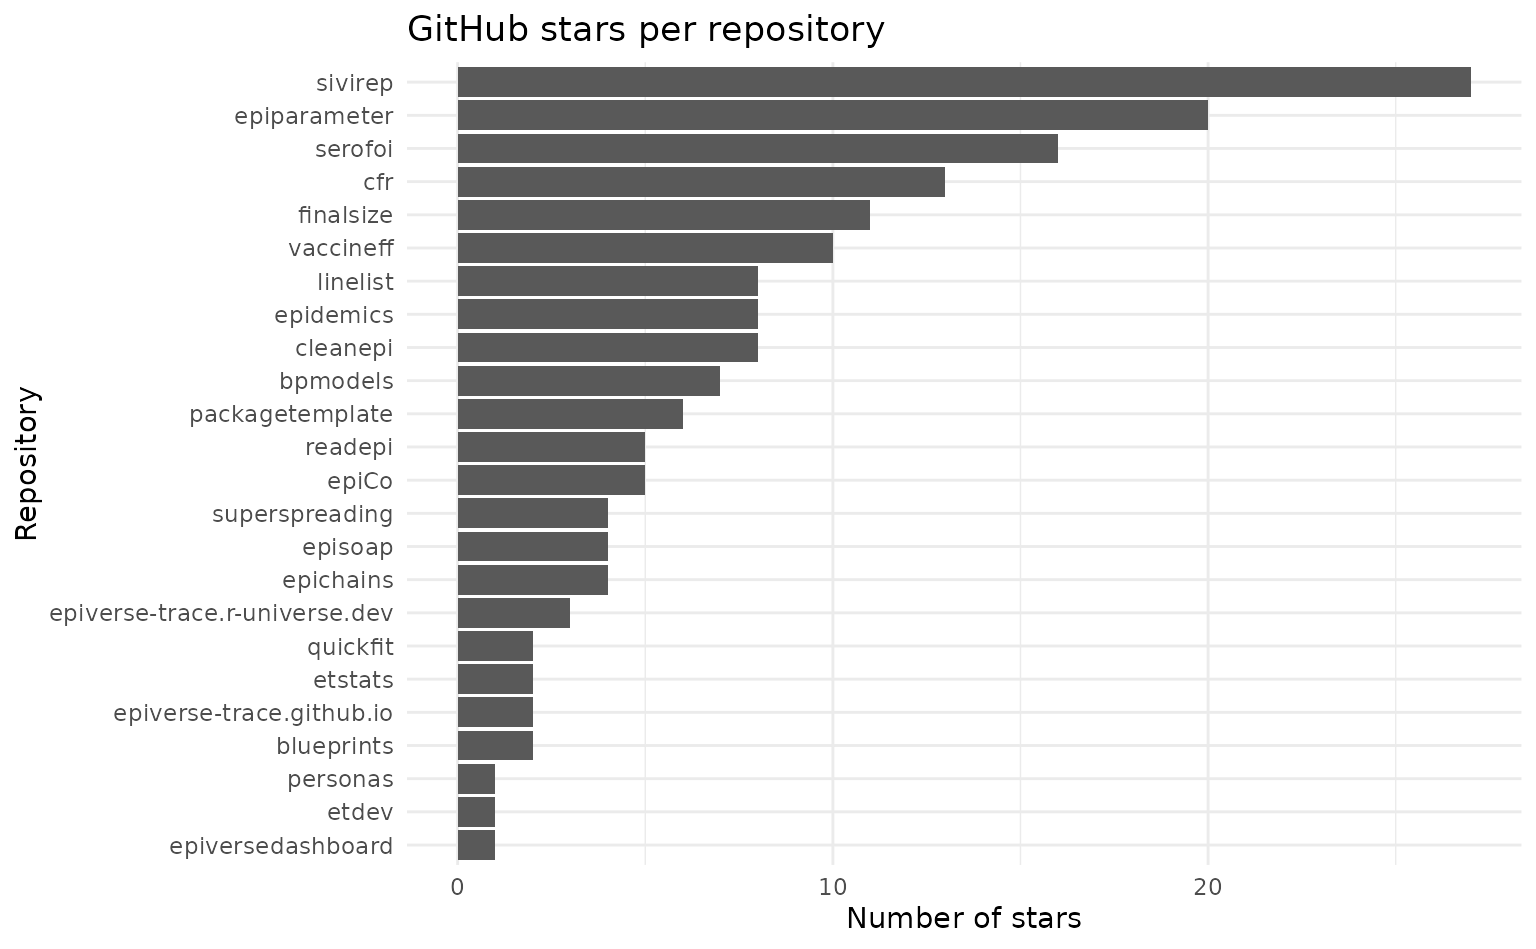 GitHub stars per repository
Repository
sivirep
epiparameter
serofoi
cfr
finalsize
vaccineff
linelist
epidemics
cleanepi
bpmodels
packagetemplate
readepi
epiCo
superspreading
episoap
epichains
epiverse-trace.r-universe.dev
quickfit
etstats
epiverse-trace.github.io
blueprints
personas
etdev
epiversedashboard
0 10 20
Number of stars